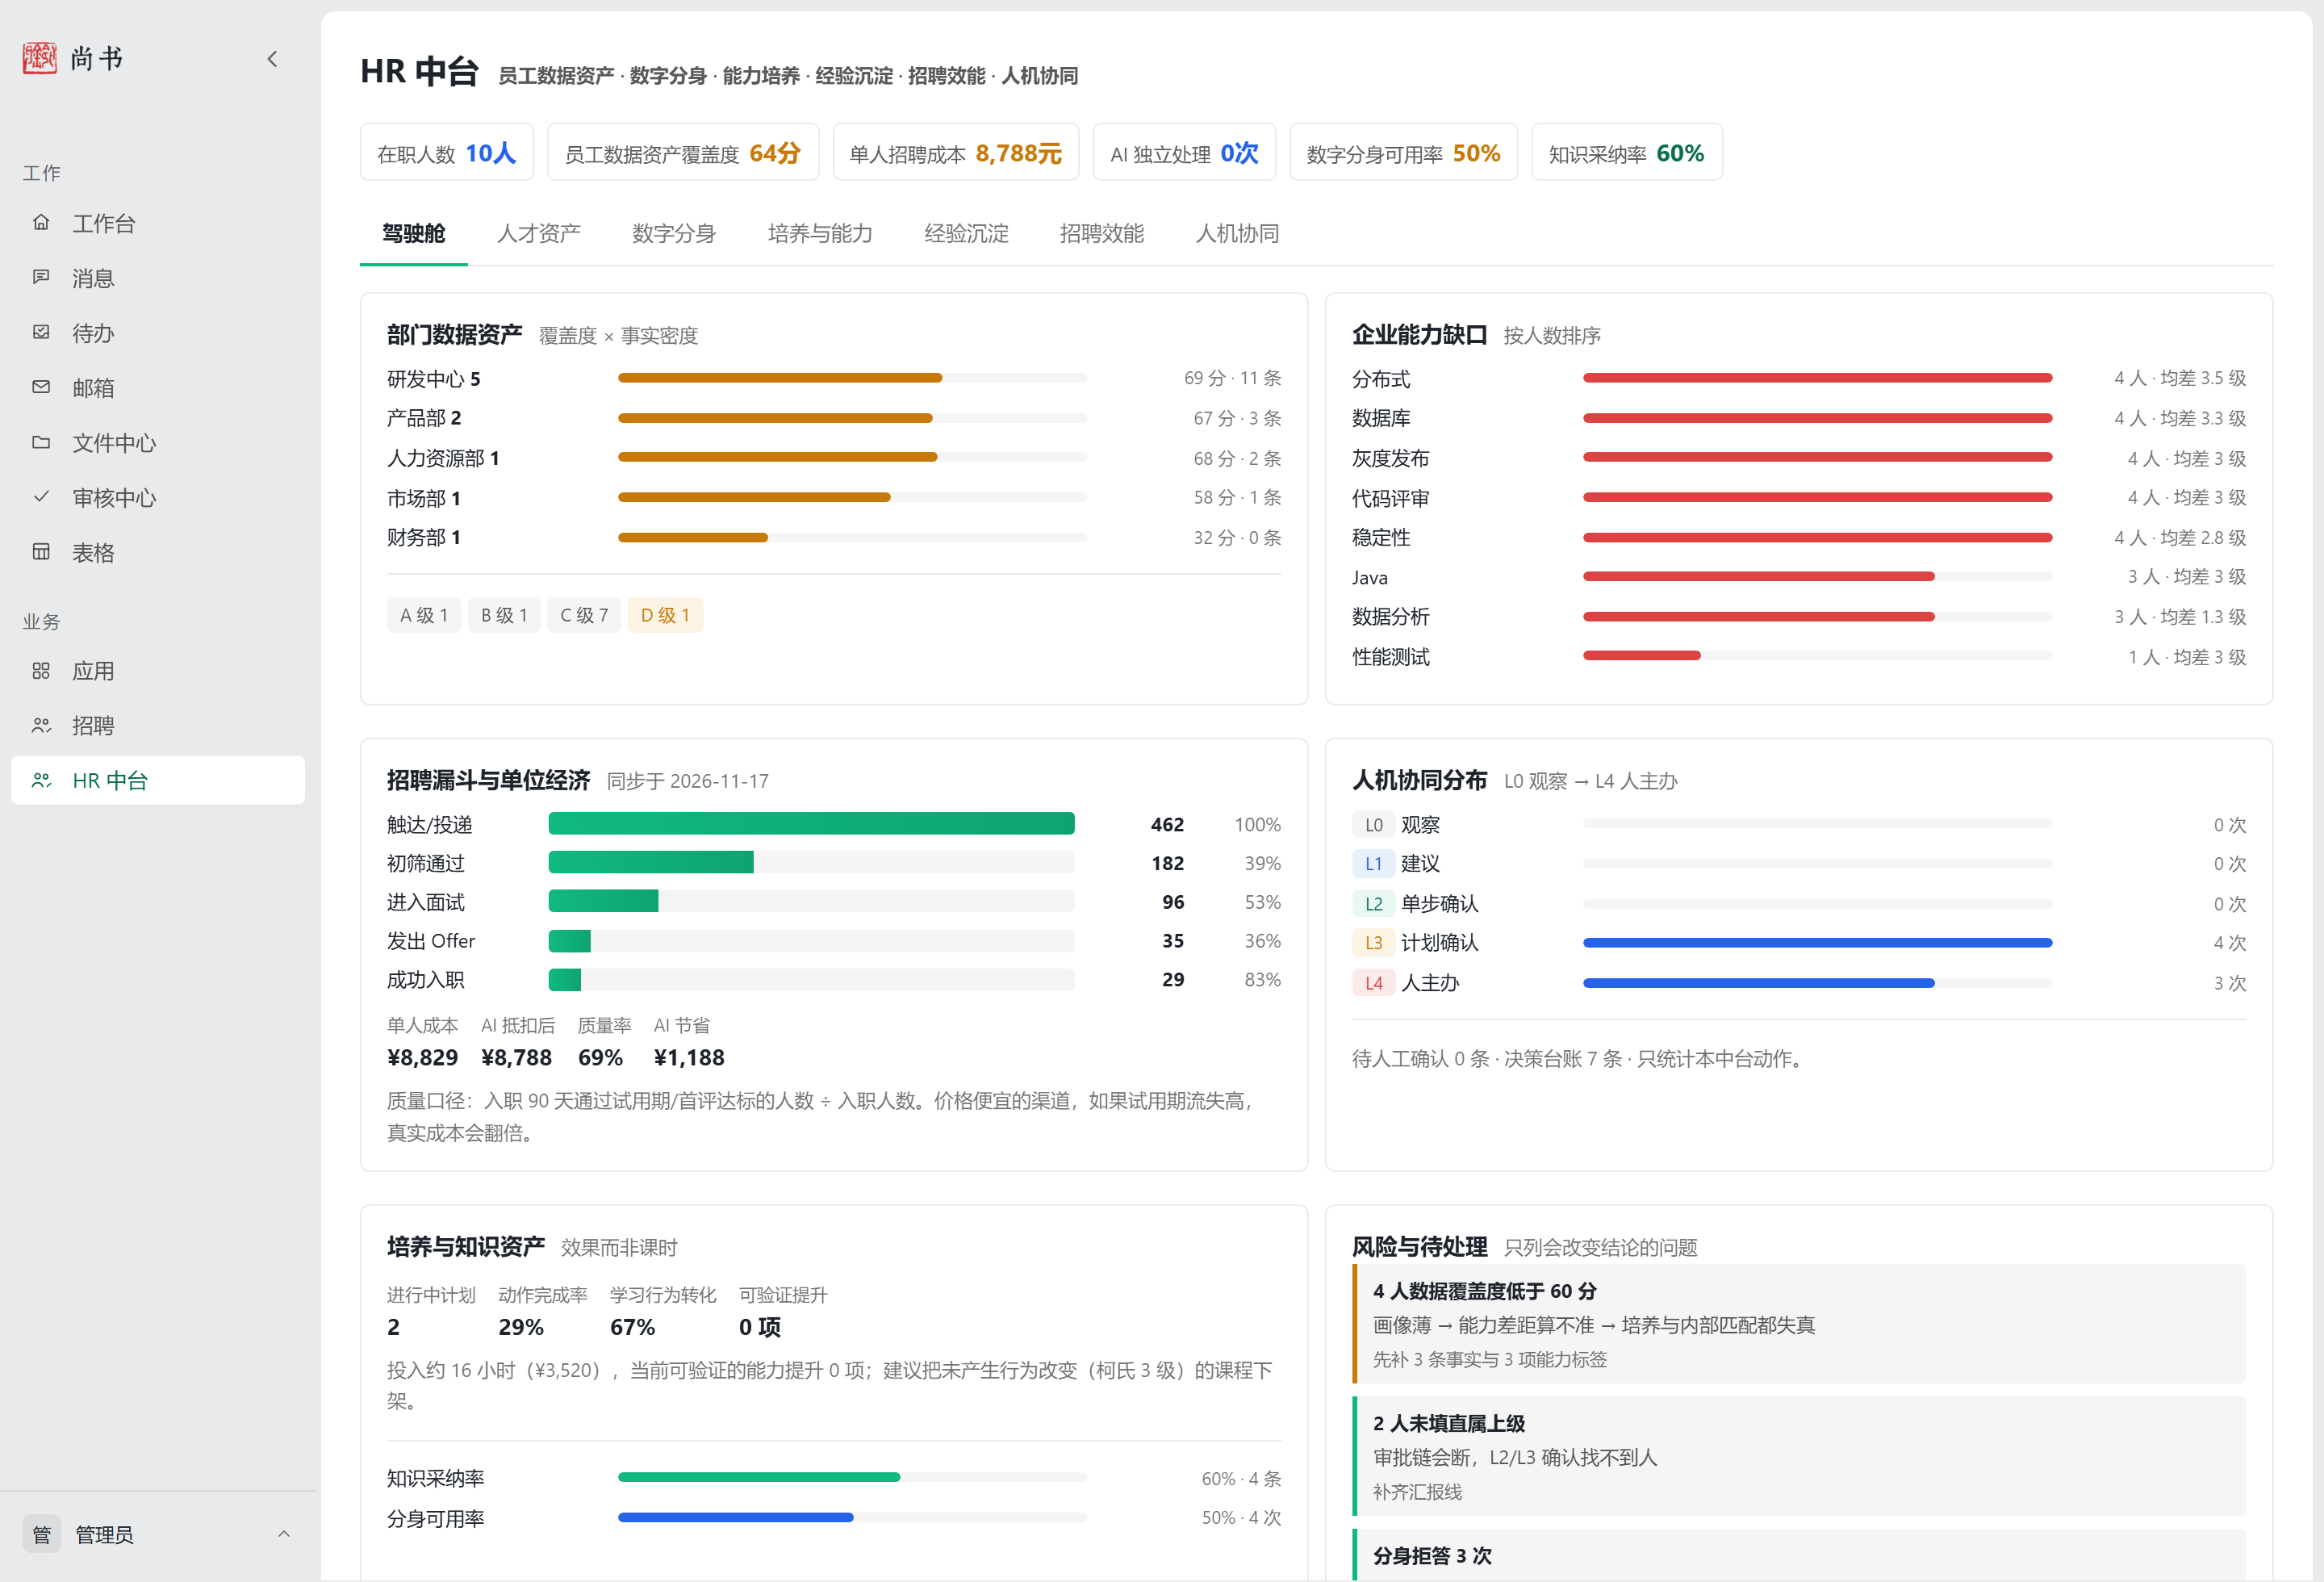 尚书
工作
工作台
消息
待办
邮箱
文件中心
审核中心
表格
业务
应用
招聘
HR 中台
管 管理员
HR 中台 员工数据资产 · 数字分身 · 能力培养 · 经验沉淀 · 招聘效能 · 人机协同
在职人数 10人 员工数据资产覆盖度 64分 单人招聘成本 8,788元 AI 独立处理 0次 数字分身可用率 50% 知识采纳率 60%
驾驶舱 人才资产 数字分身 培养与能力 经验沉淀 招聘效能 人机协同
部门数据资产 覆盖度 × 事实密度
研发中心 5 69 分 · 11 条
产品部 2 67 分 · 3 条
人力资源部 1 68 分 · 2 条
市场部 1 58 分 · 1 条
财务部 1 32 分 · 0 条
A 级 1 B 级 1 C 级 7 D 级 1
企业能力缺口 按人数排序
分布式 4 人 · 均差 3.5 级
数据库 4 人 · 均差 3.3 级
灰度发布 4 人 · 均差 3 级
代码评审 4 人 · 均差 3 级
稳定性 4 人 · 均差 2.8 级
Java 3 人 · 均差 3 级
数据分析 3 人 · 均差 1.3 级
性能测试 1 人 · 均差 3 级
招聘漏斗与单位经济 同步于 2026-11-17
触达/投递 462 100%
初筛通过 182 39%
进入面试 96 53%
发出 Offer 35 36%
成功入职 29 83%
单人成本 AI 抵扣后 质量率 AI 节省
¥8,829 ¥8,788 69% ¥1,188
质量口径：入职 90 天通过试用期/首评达标的人数 ÷ 入职人数。价格便宜的渠道，如果试用期流失高，
真实成本会翻倍。
人机协同分布 L0 观察 → L4 人主办
L0 观察 0 次
L1 建议 0 次
L2 单步确认 0 次
L3 计划确认 4 次
L4 人主办 3 次
待人工确认 0 条 · 决策台账 7 条 · 只统计本中台动作。
培养与知识资产 效果而非课时
进行中计划 动作完成率 学习行为转化 可验证提升
2 29% 67% 0 项
投入约 16 小时（¥3,520），当前可验证的能力提升 0 项；建议把未产生行为改变（柯氏 3 级）的课程下
架。
知识采纳率 60% · 4 条
分身可用率 50% · 4 次
风险与待处理 只列会改变结论的问题
4 人数据覆盖度低于 60 分
画像薄 → 能力差距算不准 → 培养与内部匹配都失真
先补 3 条事实与 3 项能力标签
2 人未填直属上级
审批链会断，L2/L3 确认找不到人
补齐汇报线
分身拒答 3 次